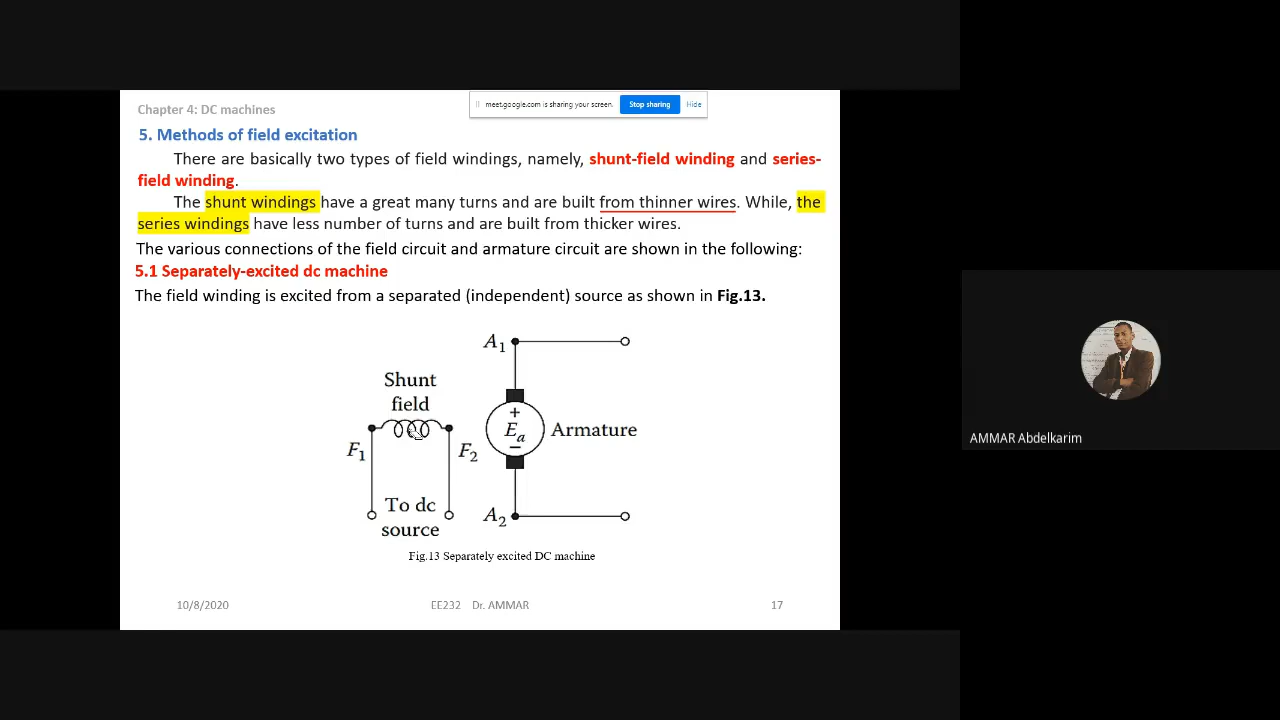 Chapter 4: DC machines
meet.google.com is sharing your screen. Stop sharing Hide
5. Methods of field excitation
There are basically two types of field windings, namely, shunt-field winding and series-
field winding.
The shunt windings have a great many turns and are built from thinner wires. While, the
series windings have less number of turns and are built from thicker wires.
The various connections of the field circuit and armature circuit are shown in the following:
5.1 Separately-excited dc machine
The field winding is excited from a separated (independent) source as shown in Fig.13.
A1
Shunt
field
F1
F2
+
Ea
−
Armature
To dc
source
A2
Fig.13 Separately excited DC machine
10/8/2020 EE232 Dr. AMMAR 17
AMMAR Abdelkarim